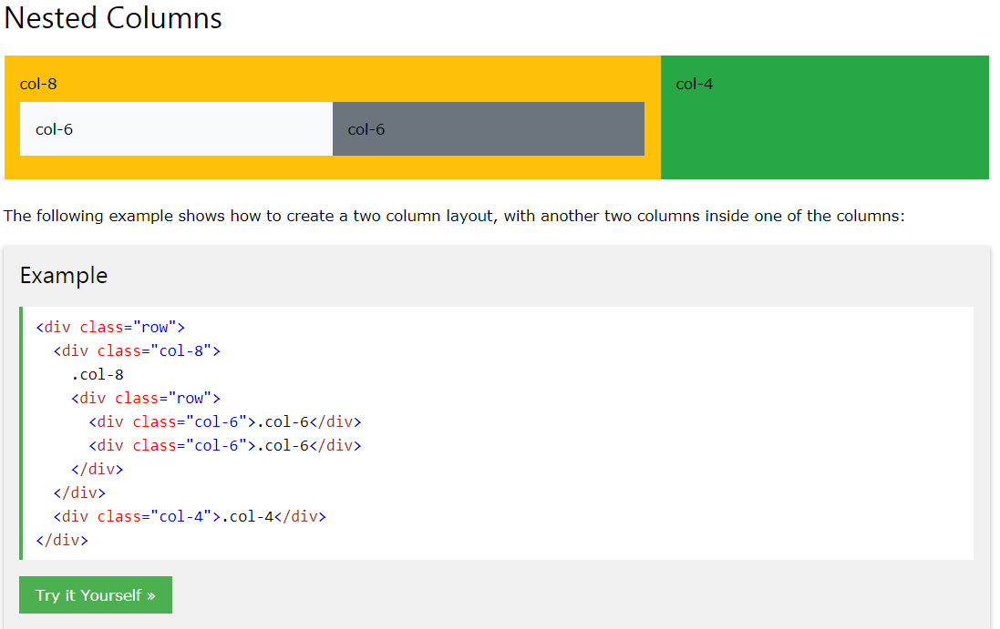 Nested Columns
col-8
col-4
col-6
col-6
The following example shows how to create a two column layout, with another two columns inside one of the columns:
Example
<div class="row">
  <div class="col-8">
    .col-8
    <div class="row">
      <div class="col-6">.col-6</div>
      <div class="col-6">.col-6</div>
    </div>
  </div>
  <div class="col-4">.col-4</div>
</div>
Try it Yourself »